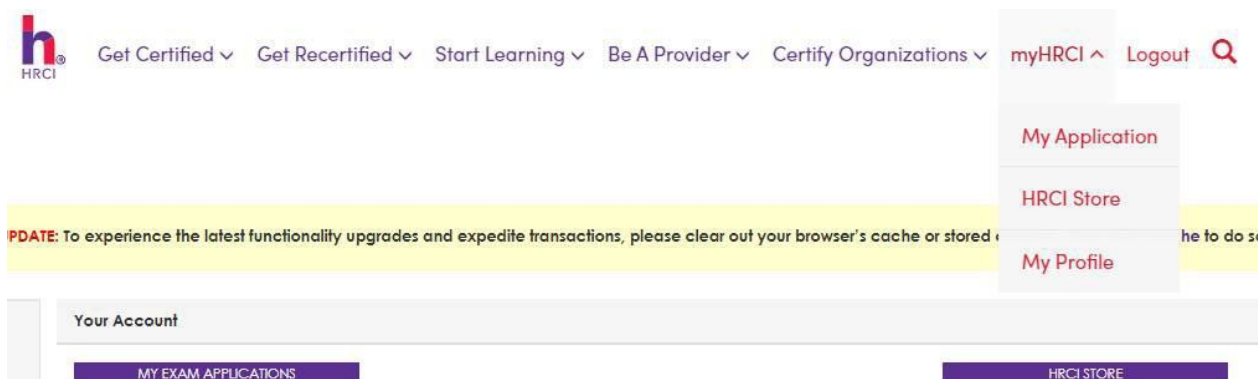 h®
HRCI
Get Certified Get Recertified Start Learning Be A Provider Certify Organizations myHRCI Logout
My Application
HRCI Store
PDATE: To experience the latest functionality upgrades and expedite transactions, please clear out your browser's cache or stored he to do s
My Profile
Your Account
MY EXAM APPLICATIONS HRCI STORE